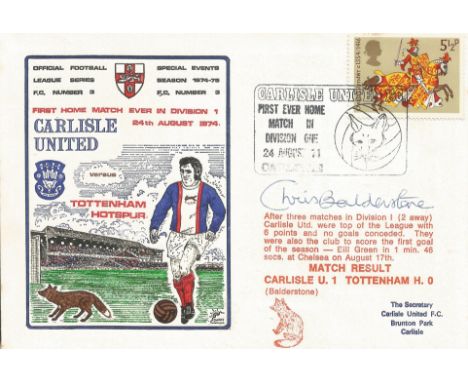 OFFICIAL FOOTBALL
LEAGUE SERIES
F.C. NUMBER 3
SPECIAL EVENTS
SEASON 1974-75
F.C. NUMBER 3
FIRST HOME MATCH EVER IN DIVISION 1
24th AUGUST 1974.
CARLISLE
UNITED
versus
TOTTENHAM
HOTSPUR
5½P
CARLISLE UNITED
FIRST EVER HOME
MATCH IN
DIVISION ONE
24 AUGUST
Chris Balderstone
After three matches in Division I (2 away)
Carlisle Utd. were top of the League with
6 points and no goals conceded. They
were also the club to score the first goal
of the season — Bill Green in 1 min. 46
secs. at Chelsea on August 17th.
MATCH RESULT
CARLISLE U. 1 TOTTENHAM H. 0
(Balderstone)
The Secretary
Carlisle United F.C.
Brunton Park
Carlisle